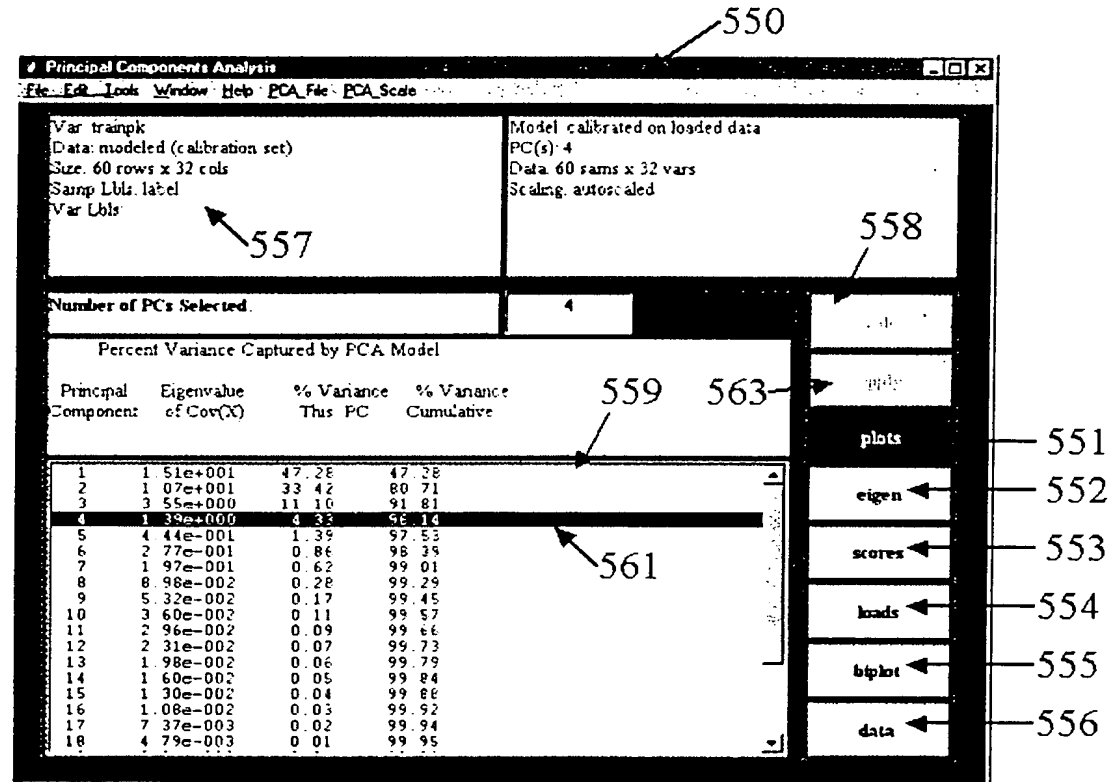 550
Principal Components Analysis
File Edit Tools Window Help PCA_File PCA_Scale
Var: trainpk
Data: modeled (calibration set)
Size: 60 rows x 32 cols
Samp Lbls: label
Var Lbls:
557
Model: calibrated on loaded data
PC(s): 4
Data: 60 sams x 32 vars
Scaling: autoscaled
558
Number of PCs Selected: 4
Percent Variance Captured by PCA Model
Principal Eigenvalue % Variance % Variance
Component of Cov(X) This PC Cumulative
559
563
apply
plots 551
eigen 552
scores 553
loads 554
biplot 555
data 556
561
1 1.51e+001 47.28 47.28
2 1.07e+001 33.42 80.71
3 3.55e+000 11.10 91.81
4 1.39e+000 4.33 96.14
5 4.44e-001 1.39 97.53
6 2.77e-001 0.86 98.39
7 1.97e-001 0.62 99.01
8 8.98e-002 0.28 99.29
9 5.32e-002 0.17 99.45
10 3.60e-002 0.11 99.57
11 2.96e-002 0.09 99.66
12 2.31e-002 0.07 99.73
13 1.98e-002 0.06 99.79
14 1.60e-002 0.05 99.84
15 1.30e-002 0.04 99.88
16 1.08e-002 0.03 99.92
17 7.37e-003 0.02 99.94
18 4.79e-003 0.01 99.95